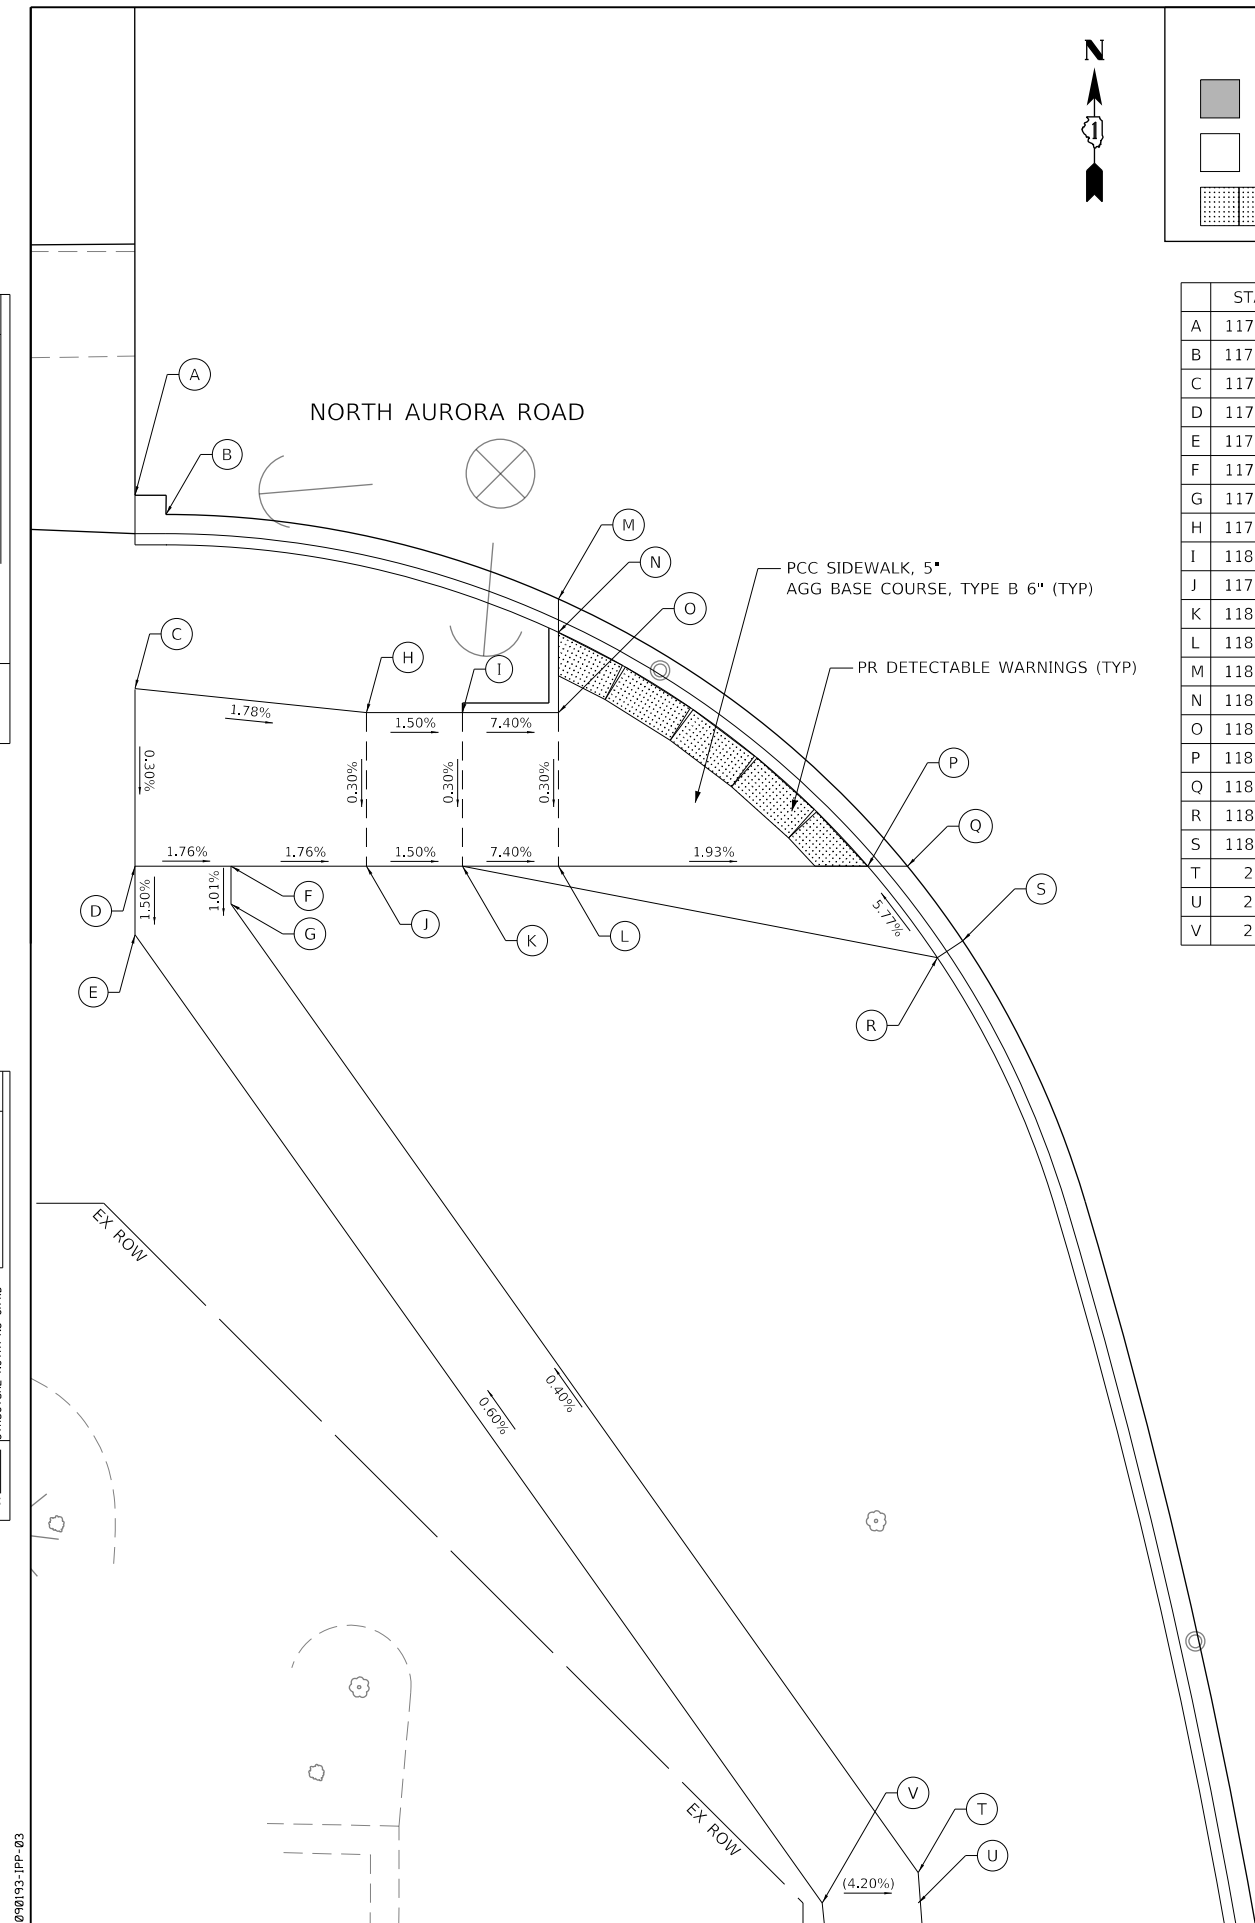 N
1
STA
A 117
B 117
C 117
D 117
E 117
F 117
G 117
H 117
I 118
J 117
K 118
L 118
M 118
N 118
O 118
P 118
Q 118
R 118
S 118
T 2
U 2
V 2
A
NORTH AURORA ROAD
B
M
N
PCC SIDEWALK, 5"
AGG BASE COURSE, TYPE B 6" (TYP)
O
C
H
I
PR DETECTABLE WARNINGS (TYP)
1.78%
1.50%
7.40%
0.30%
0.30%
0.30%
0.30%
P
Q
1.76%
1.76%
1.50%
7.40%
1.93%
S
D
1.50%
1.01%
F
G
J
K
L
5.77%
E
R
EX ROW
0.60%
0.40%
V
T
EX ROW
U
(4.20%)
090193-IPP-03